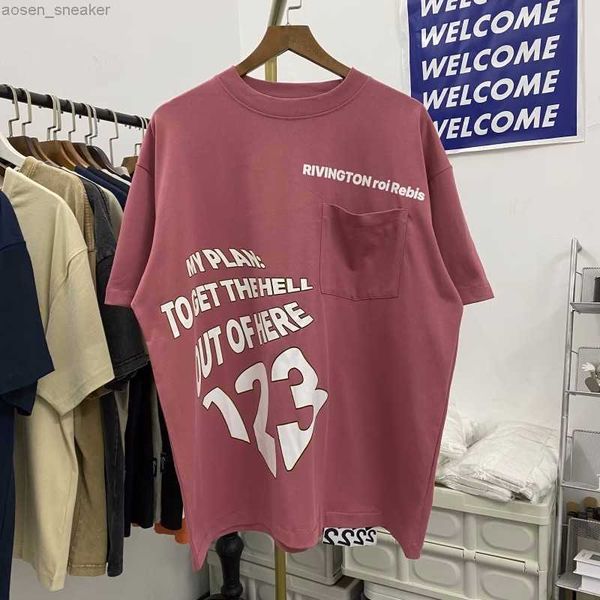 aosen_sneaker
WELCOME
WELCOME
WELCOME
WELCOME
WELCOME
RIVINGTON roi Rebis
MY PLAN:
TO GET THE HELL
OUT OF HERE
123